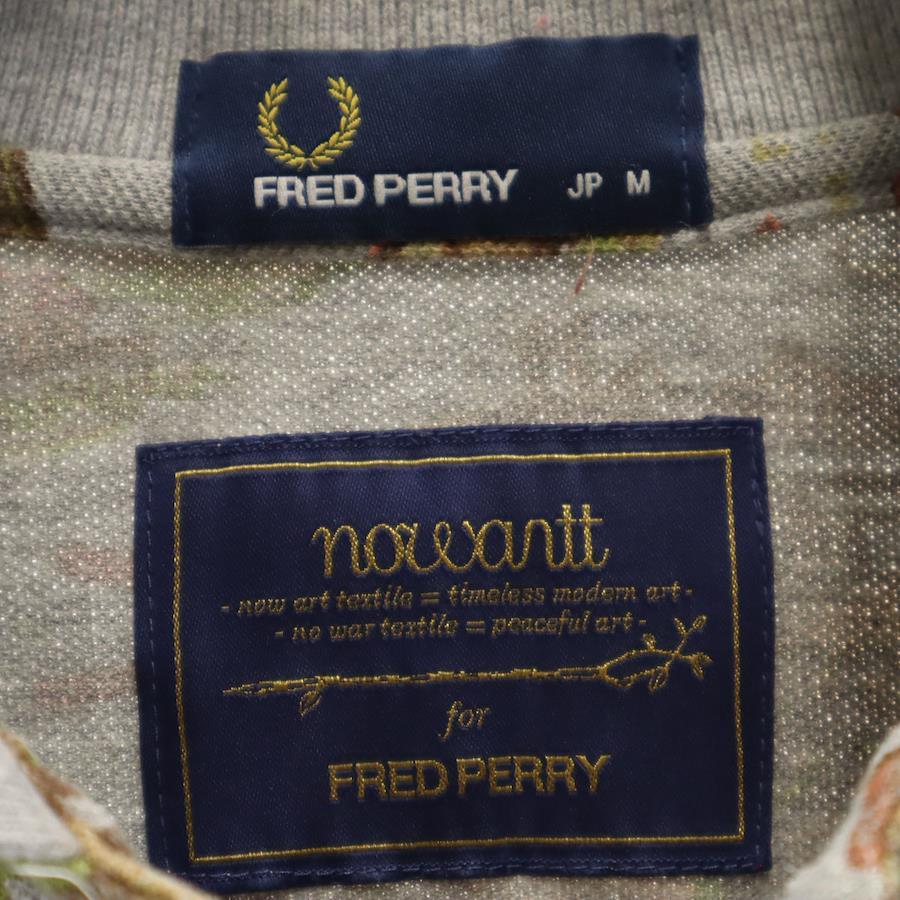 FRED PERRY JP M
nowartt
- now art textile = timeless modern art -
- no war textile = peaceful art -
for
FRED PERRY